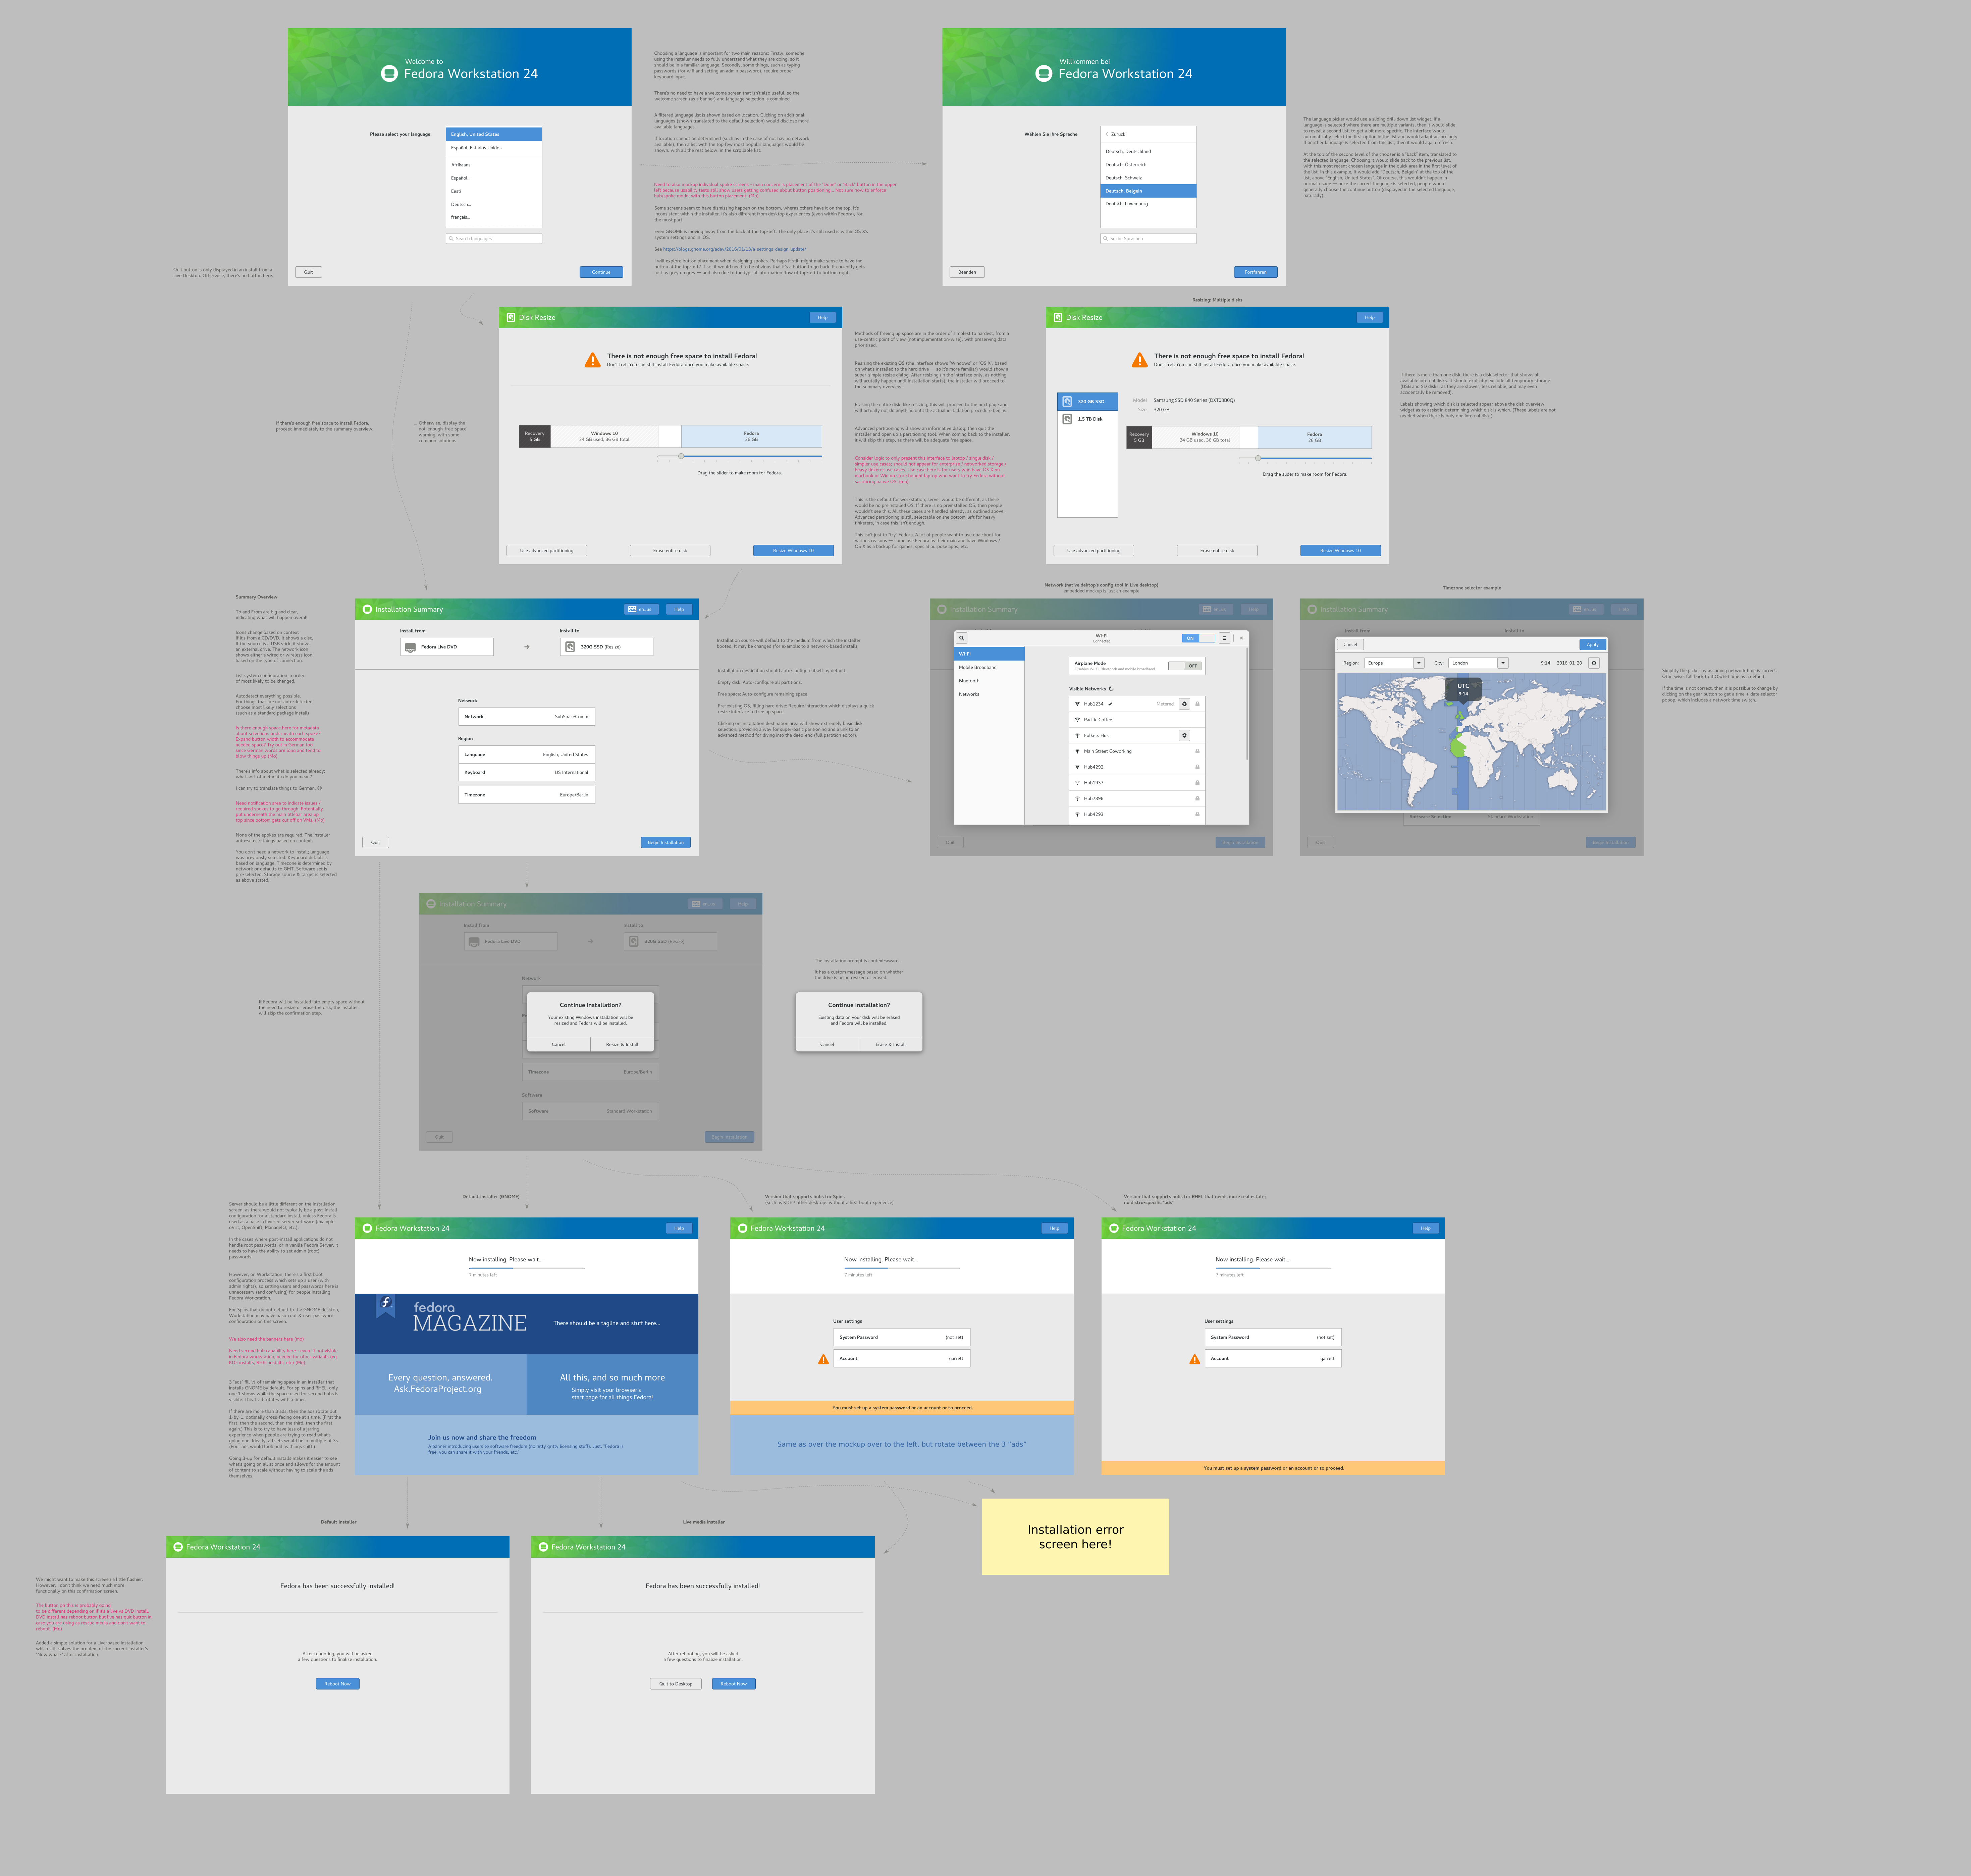 Welcome to
Fedora Workstation 24
Please select your language
English, United States
Español, Estados Unidos
Afrikaans
Español...
Eesti
Deutsch...
français...
Search languages
Quit
Continue
Quit button is only displayed in an install from a
Live Desktop. Otherwise, there's no button here.
Choosing a language is important for two main reasons: Firstly, someone
using the installer needs to fully understand what they are doing, so it
should be in a familiar language. Secondly, some things, such as typing
passwords (for wifi and setting an admin password), require proper
keyboard input.
There's no need to have a welcome screen that isn't also useful, so the
welcome screen (as a banner) and language selection is combined.
A filtered language list is shown based on location. Clicking on additional
languages (shown translated to the default selection) would disclose more
available languages.
If location cannot be determined (such as in the case of not having network
available), then a list with the top few most popular languages would be
shown, with all the rest below, in the scrollable list.
Need to also mockup individual spoke screens - main concern is placement of the "Done" or "Back" button in the upper
left because usability tests still show users getting confused about button positioning... Not sure how to enforce
hub/spoke model with this button placement. (Mo)
Some screens seem to have dismissing happen on the bottom, whereas others have it on the top. It's
inconsistent within the installer. It's also different from desktop experiences (even within Fedora), for
the most part.
Even GNOME is moving away from the back at the top-left. The only place it's still used is within OS X's
system settings and is iOS.
See https://blogs.gnome.org/aday/2016/01/13/a-settings-design-update/
I will explore button placement when designing spokes. Perhaps it still might make sense to have the
button at the top-left? If so, it would need to be obvious that it's a button to go back. It currently gets
lost as grey on grey — and also due to the typical information flow of top-left to bottom-right.
Willkommen bei
Fedora Workstation 24
Wählen Sie Ihre Sprache
Zurück
Deutsch, Deutschland
Deutsch, Österreich
Deutsch, Schweis
Deutsch, Belgein
Deutsch, Luxemburg
Suche Sprachen
Beenden
Fortfahren
The language picker would use a sliding drill-down list widget. If a
language is selected where there are multiple variants, then it would slide
to reveal a second list, to get a bit more specific. The interface would
automatically select the first option in the list and would adapt accordingly.
If another language is selected from this list, then it would again refresh.
At the top of the second level of the chooser is a "back" item, translated to
the selected language. Choosing it would slide back to the previous list,
with this most recent chosen language in the quick area in the first level of
the list. In this example, it would add "Deutsch, Belgein" at the top of the
list, above "English, United States". Of course, this wouldn't happen in
normal usage — once the correct language is selected, people would
generally choose the continue button (displayed in the selected language,
naturally).
Resizing: Multiple disks
Disk Resize
Help
There is not enough free space to install Fedora!
Don't fret. You can still install Fedora once you make available space.
Recovery
5 GB
Windows 10
24 GB used, 36 GB total
Fedora
26 GB
Drag the slider to make room for Fedora.
Use advanced partitioning
Erase entire disk
Resize Windows 10
If there's enough free space to install Fedora,
proceed immediately to the summary overview.
... Otherwise, display the
not enough free space
warning, with some
common solutions.
Methods of freeing up space are in the order of simplest to hardest, from a
user-centric point of view (not implementation-wise), with preserving data
prioritized.
Resizing the existing OS (the interface shows "Windows" or "OS X", based
on what's installed to the hard drive — so it's more familiar) would show a
super simple resize dialog. After resizing (in the interface only, as nothing
will acutally happen until installation starts), the installer will proceed to
the summary overview.
Erasing the entire disk, like resizing, this will proceed to the next page and
will actually not do anything until the actual installation procedure begins.
Advanced partitioning will show an informative dialog, then quit the
installer and open up a partitioning tool. When coming back to the installer,
it will skip this step, as there will be adequate free space.
Consider logic to only present this interface to laptop / single disk /
simpler use cases; should not appear for enterprise / networked storage /
heavy tinkerer use cases. Use case here is for users who have OS X on
macbook or Win on store bought laptop who want to try Fedora without
sacrificing native OS. (mo)
This is the default for workstation; server would be different, as there
would be no preinstalled OS. If there is no preinstalled OS, then people
wouldn't use this. All these cases are handled already, as outlined above.
Advanced partitioning is still selectable on the bottom left for heavy
tinkerers, in case this isn't enough.
This isn't just to "try" Fedora. A lot of people want to use dual-boot for
various reasons — some use Fedora as their main and have Windows /
OS X as a backup for games, special purpose apps, etc.
Disk Resize
Help
There is not enough free space to install Fedora!
Don't fret. You can still install Fedora once you make available space.
320 GB SSD
1.5 TB Disk
Model Samsung SSD 840 Series (DXT08B0Q)
Size 320 GB
Recovery
5 GB
Windows 10
24 GB used, 36 GB total
Fedora
26 GB
Drag the slider to make room for Fedora.
Use advanced partitioning
Erase entire disk
Resize Windows 10
If there is more than one disk, there is a disk selector that shows all
available internal disks. It should explicitly exclude all temporary storage
(USB and SD disks, as they are slower, less reliable, and may even
accidentally be removed).
Labels showing which disk is selected appear above the disk overview
widget as to assist in determining which disk is which. (These labels are not
needed when there is only one internal disk.)
Summary Overview
To and From are big and clear,
indicating what will happen overall.
Icons change based on context
If it's from a CD/DVD, it shows a disc.
If the source is a USB stick, it shows
an external drive. The network icon
shows either a wired or wireless icon,
based on the type of connection.
List system configuration in order
of most likely to be changed.
Autodetect everything possible.
For things that are not auto-detected,
choose most likely selections
(such as a standard package install).
Is there enough space here for metadata
about selections underneath each spoke?
Expand button width to accommodate
needed space? Try out in German too
since German words are long and tend to
blow things up (Mo)
There's info about what is selected already;
what sort of metadata do you mean?
I can try to translate things to German. ☺
Need notification area to indicate issues /
required spokes to go through. Potentially
put underneath the main titlebar area up
top since bottom gets cut off on VMs. (Mo)
None of the spokes are required. The installer
auto-selects things based on context.
You don't need a network to install; language
was previously selected. Keyboard default is
based on language. Timezone is determined by
network or defaults to GMT. Software set is
pre-selected. Storage source & target is selected
as above stated.
Installation Summary
en_us
Help
Install from
Fedora Live DVD
Install to
320G SSD (Resize)
Network
Network SubSpaceComm
Region
Language English, United States
Keyboard US International
Timezone Europe/Berlin
Quit
Begin Installation
Installation source will default to the medium from which the installer
booted. It may be changed (for example: to a network-based install).
Installation destination should auto-configure itself by default.
Empty disk: Auto-configure all partitions.
Free space: Auto-configure remaining space.
Pre-existing OS, filling hard drive: Require interaction which displays a quick
resize interface to free up space.
Clicking on installation destination area will show extremely basic disk
selection, providing a way for super-basic partitioning and a link to an
advanced method for diving into the deep-end (full partition editor).
Network (native desktop's config tool in Live desktop)
embedded mockup is just an example.
Installation Summary
Wi-Fi
Connected
ON
Wi-Fi
Mobile Broadband
Bluetooth
Networks
Airplane Mode
Disables Wi-Fi, Bluetooth and mobile broadband
OFF
Visible Networks
Hub1234 Metered
Pacific Coffee
Folkets Hus
Main Street Coworking
Hub4292
Hub1937
Hub7896
Hub4293
Quit
Begin Installation
Timezone selector example
Installation Summary
en_us
Help
Install from
Install to
Cancel
Apply
Region: Europe
City: London
9:14 2016-01-20
UTC
9:14
Software Selection Standard Workstation
Quit
Begin Installation
Simplify the picker by assuming network time is correct
Otherwise, fall back to BIOS/EFI time as a default.
If the time is not correct, then it is possible to change by
clicking on the gear button to get a time + date selector
popup, which includes a network time switch.
Installation Summary
en_us
Help
Install from
Install to
Fedora Live DVD
320G SSD (Resize)
Network
Continue Installation?
Your existing Windows installation will be
resized and Fedora will be installed.
Cancel
Resize & Install
Timezone Europe/Berlin
Software
Software Standard Workstation
Quit
Begin Installation
If Fedora will be installed into empty space without
the need to resize or erase the disk, the installer
will skip the confirmation step.
The installation prompt is context-aware.
It has a custom message based on whether
the drive is being resized or erased.
Continue Installation?
Existing data on your disk will be erased
and Fedora will be installed.
Cancel
Erase & Install
Server should be a little different on the installation
screen, as there would not typically be a post-install
configuration for a standard install, unless Fedora is
used as a base in layered server software (example:
oVirt, OpenShift, ManageIQ, etc.)
In the cases where post-install applications do not
handle root passwords, or in vanilla Fedora Server, it
needs to have the ability to set admin (root)
passwords.
However, on Workstation, there's a first boot
configuration process which sets up a user (with
admin rights), so setting users and passwords here is
unnecessary (and confusing) for people installing
Fedora Workstation.
For Spins that do not default to the GNOME desktop,
Workstation may have basic root & user password
configuration on this screen.
We also need the banners here (mo)
Need second hub capability here - even if not visible
in Fedora workstation, needed for other variants (eg
KDE installs, RHEL installs, etc) (Mo)
3 "ads" fill ⅔ of remaining space in an installer that
installs GNOME by default. For spins and RHEL, only
one 1 shows while the space used for second hubs is
visible. This 1 ad rotates with a timer.
If there are more than 3 ads, then the ads rotate out
1-by-1, optimally cross-fading one at a time. (First the
first, then the second, then the third, then the first
again.) This is to try to have less of a jarring
experience when people are trying to read what's
going one. Ideally, ad sets would be in multiple of 3s.
(Four ads would look odd as things shift.)
Going 3-up for default installs makes it easier to see
what's going on all at once and allows for the amount
of content to scale without having to scale the ads
themselves.
Default installer (GNOME)
Fedora Workstation 24
Help
Now installing. Please wait...
7 minutes left
fedora
MAGAZINE
There should be a tagline and stuff here...
Every question, answered.
Ask.FedoraProject.org
All this, and so much more
Simply visit your browser's
start page for all things Fedora!
Join us now and share the freedom
A banner introducing users to software freedom (no nitty gritty licensing stuff). Just, "Fedora is
free, you can share it with your friends, etc."
Version that supports hubs for Spins
(such as KDE / other desktops without a first boot experience)
Fedora Workstation 24
Help
Now installing. Please wait...
7 minutes left
User settings
System Password (not set)
Account garrett
You must set up a system password or an account or to proceed.
Same as over the mockup over to the left, but rotate between the 3 "ads"
Version that supports hubs for RHEL that needs more real estate;
no distro-specific "ads"
Fedora Workstation 24
Help
Now installing. Please wait...
7 minutes left
User settings
System Password (not set)
Account garrett
You must set up a system password or an account or to proceed.
Installation error
screen here!
Default installer
Fedora Workstation 24
Fedora has been successfully installed!
After rebooting, you will be asked
a few questions to finalize installation.
Reboot Now
Live media installer
Fedora Workstation 24
Fedora has been successfully installed!
After rebooting, you will be asked
a few questions to finalize installation.
Quit to Desktop
Reboot Now
We might want to make this screeen a little flashier.
However, I don't think we need much more
functionally on this confirmation screen.
The button on this is probably going
to be different depending on if it's a live vs DVD install.
DVD install has reboot button but live has quit button in
case you are using as rescue media and don't want to
reboot. (Mo)
Added a simple solution for a Live-based installation
which still solves the problem of the current installer's
"Now what?" after installation